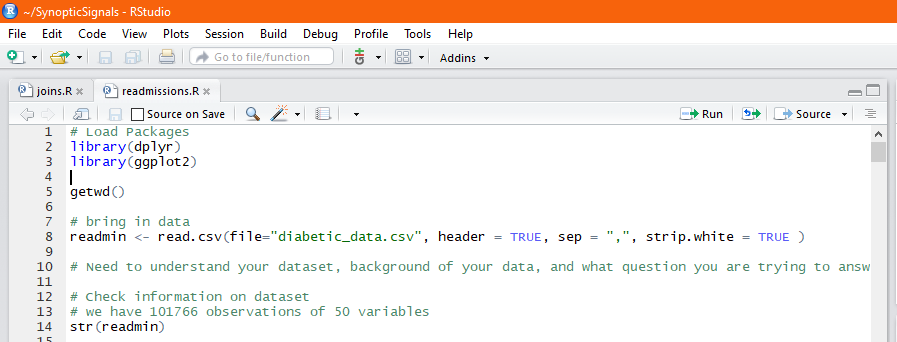 ~/SynopticSignals - RStudio
File Edit Code View Plots Session Build Debug Profile Tools Help
Go to file/function Addins
joins.R readmissions.R
Source on Save Run Source
1 # Load Packages
2 library(dplyr)
3 library(ggplot2)
4
5 getwd()
6
7 # bring in data
8 readmin <- read.csv(file="diabetic_data.csv", header = TRUE, sep = ",", strip.white = TRUE )
9
10 # Need to understand your dataset, background of your data, and what question you are trying to answ
11
12 # Check information on dataset
13 # we have 101766 observations of 50 variables
14 str(readmin)
15